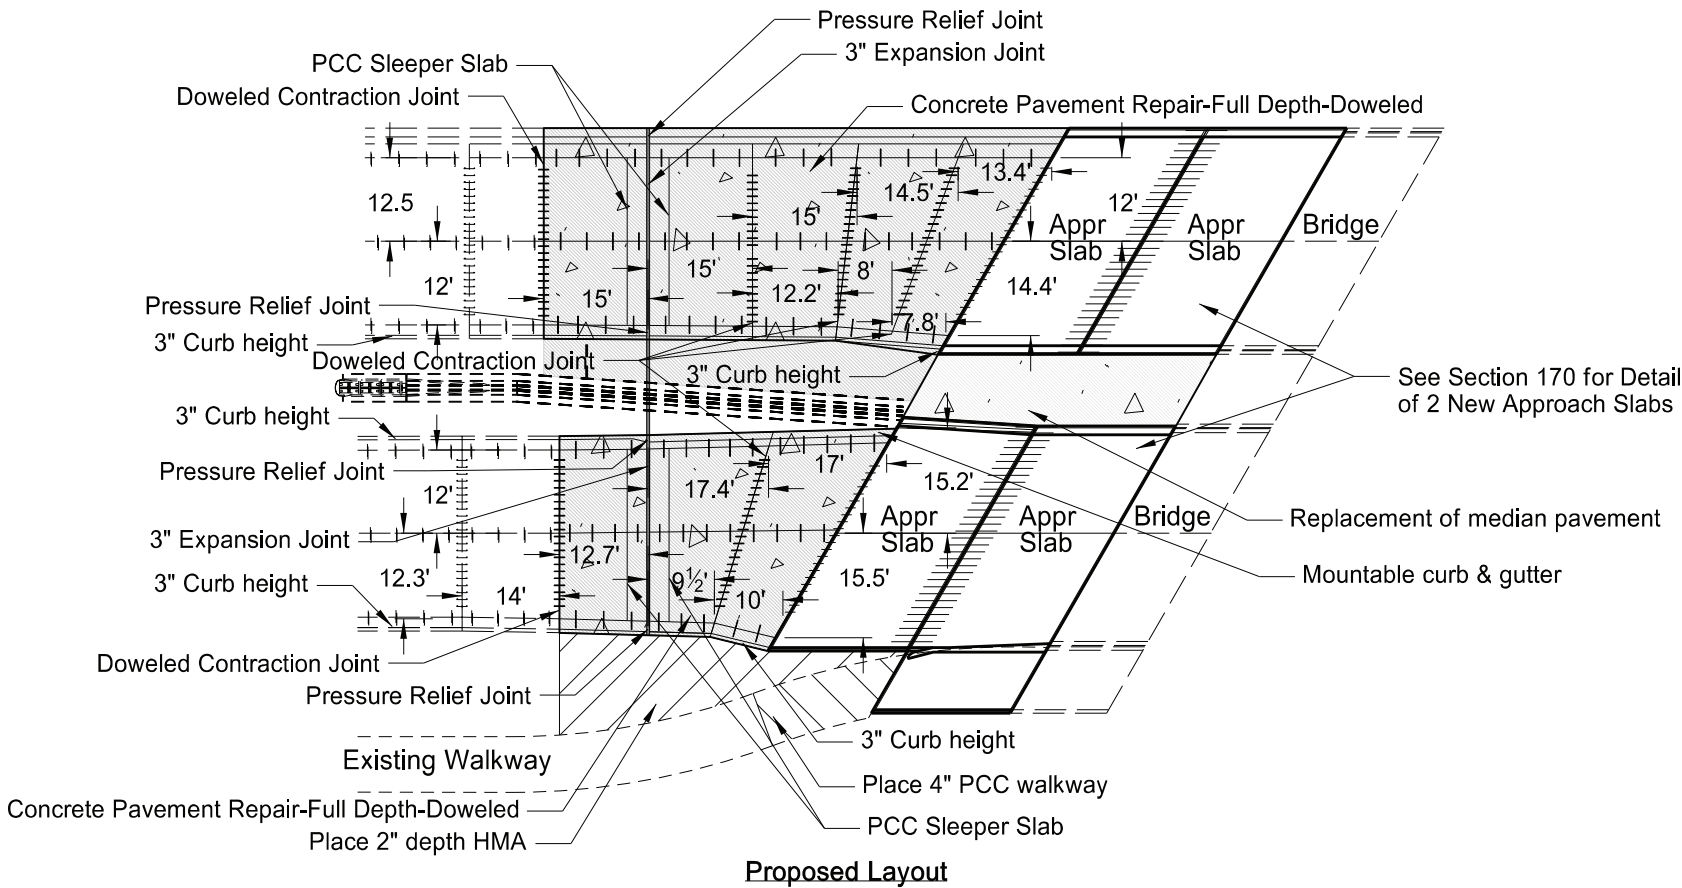 Pressure Relief Joint
3" Expansion Joint
PCC Sleeper Slab
Doweled Contraction Joint
Concrete Pavement Repair-Full Depth-Doweled
13.4'
14.5'
12.5
12'
15'
Appr
Slab
Appr
Slab
Bridge
12'
15'
15'
8'
12.2'
14.4'
7.8'
Pressure Relief Joint
3" Curb height
Doweled Contraction Joint
3" Curb height
See Section 170 for Detail
of 2 New Approach Slabs
3" Curb height
Pressure Relief Joint
12'
17'
17.4'
15.2'
Appr
Slab
Appr
Slab
Bridge
Replacement of median pavement
3" Expansion Joint
12.7'
3" Curb height
12.3'
14'
9½'
10'
15.5'
Mountable curb & gutter
Doweled Contraction Joint
Pressure Relief Joint
3" Curb height
Existing Walkway
Place 4" PCC walkway
Concrete Pavement Repair-Full Depth-Doweled
PCC Sleeper Slab
Place 2" depth HMA
Proposed Layout